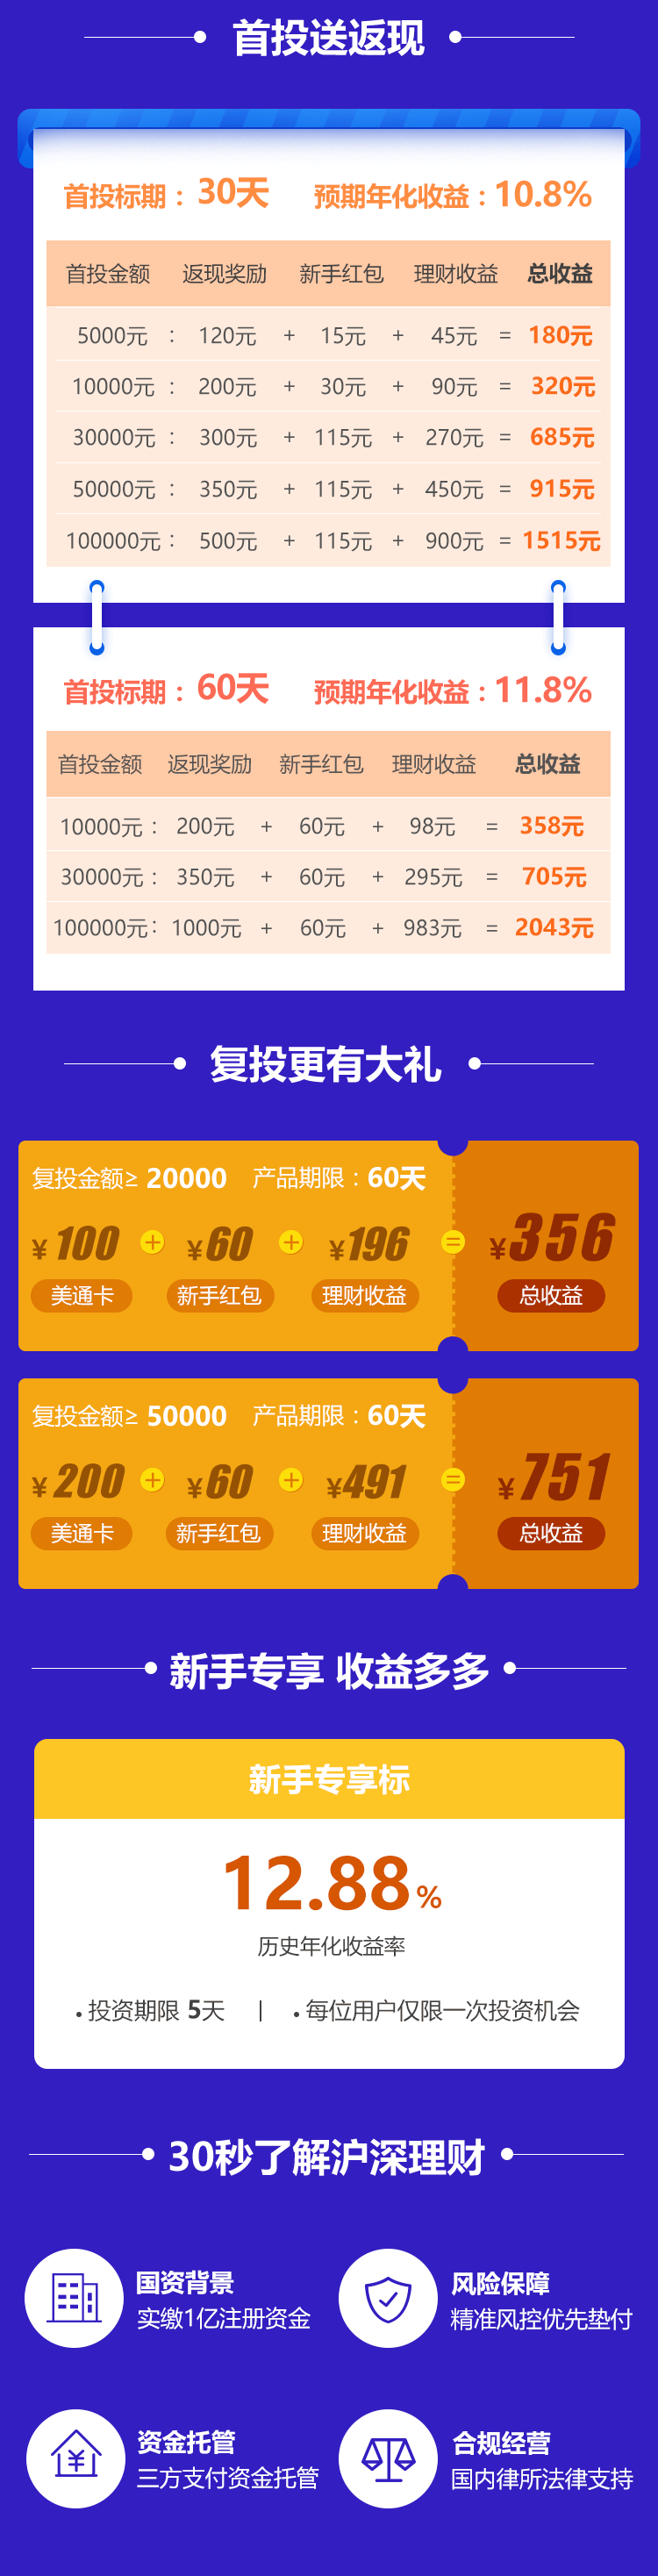 首投送返现
首投标期：30天 预期年化收益：10.8%
首投金额 返现奖励 新手红包 理财收益 总收益
5000元 ： 120元 + 15元 + 45元 = 180元
10000元 ： 200元 + 30元 + 90元 = 320元
30000元 ： 300元 + 115元 + 270元 = 685元
50000元 ： 350元 + 115元 + 450元 = 915元
100000元 ： 500元 + 115元 + 900元 = 1515元
首投标期：60天 预期年化收益：11.8%
首投金额 返现奖励 新手红包 理财收益 总收益
10000元 ： 200元 + 60元 + 98元 = 358元
30000元 ： 350元 + 60元 + 295元 = 705元
100000元 ： 1000元 + 60元 + 983元 = 2043元
复投更有大礼
复投金额≥ 20000 产品期限：60天
¥100 + ¥60 + ¥196 = ¥356
美通卡 新手红包 理财收益 总收益
复投金额≥ 50000 产品期限：60天
¥200 + ¥60 + ¥491 = ¥751
美通卡 新手红包 理财收益 总收益
新手专享 收益多多
新手专享标
12.88%
历史年化收益率
• 投资期限 5天 | • 每位用户仅限一次投资机会
30秒了解沪深理财
国资背景
实缴1亿注册资金
风险保障
精准风控优先垫付
¥
资金托管
三方支付资金托管
合规经营
国内律所法律支持